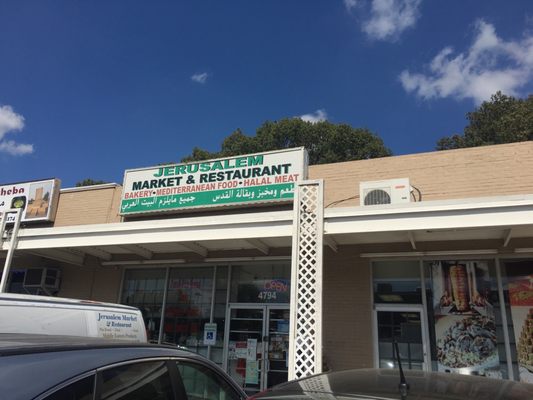 heba
JERUSALEM
MARKET & RESTAURANT
BAKERY•MEDITERRANEAN FOOD•HALAL MEAT
مطعم ومخبز وبقالة القدس - جميع مايلزم البيت العربي
OPEN
4794
Jerusalem Market
& Restaurant